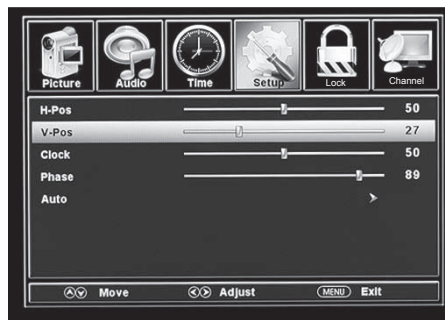 Picture Audio Time Setup Lock Channel
H-Pos 50
V-Pos 27
Clock 50
Phase 89
Auto
Move Adjust MENU Exit